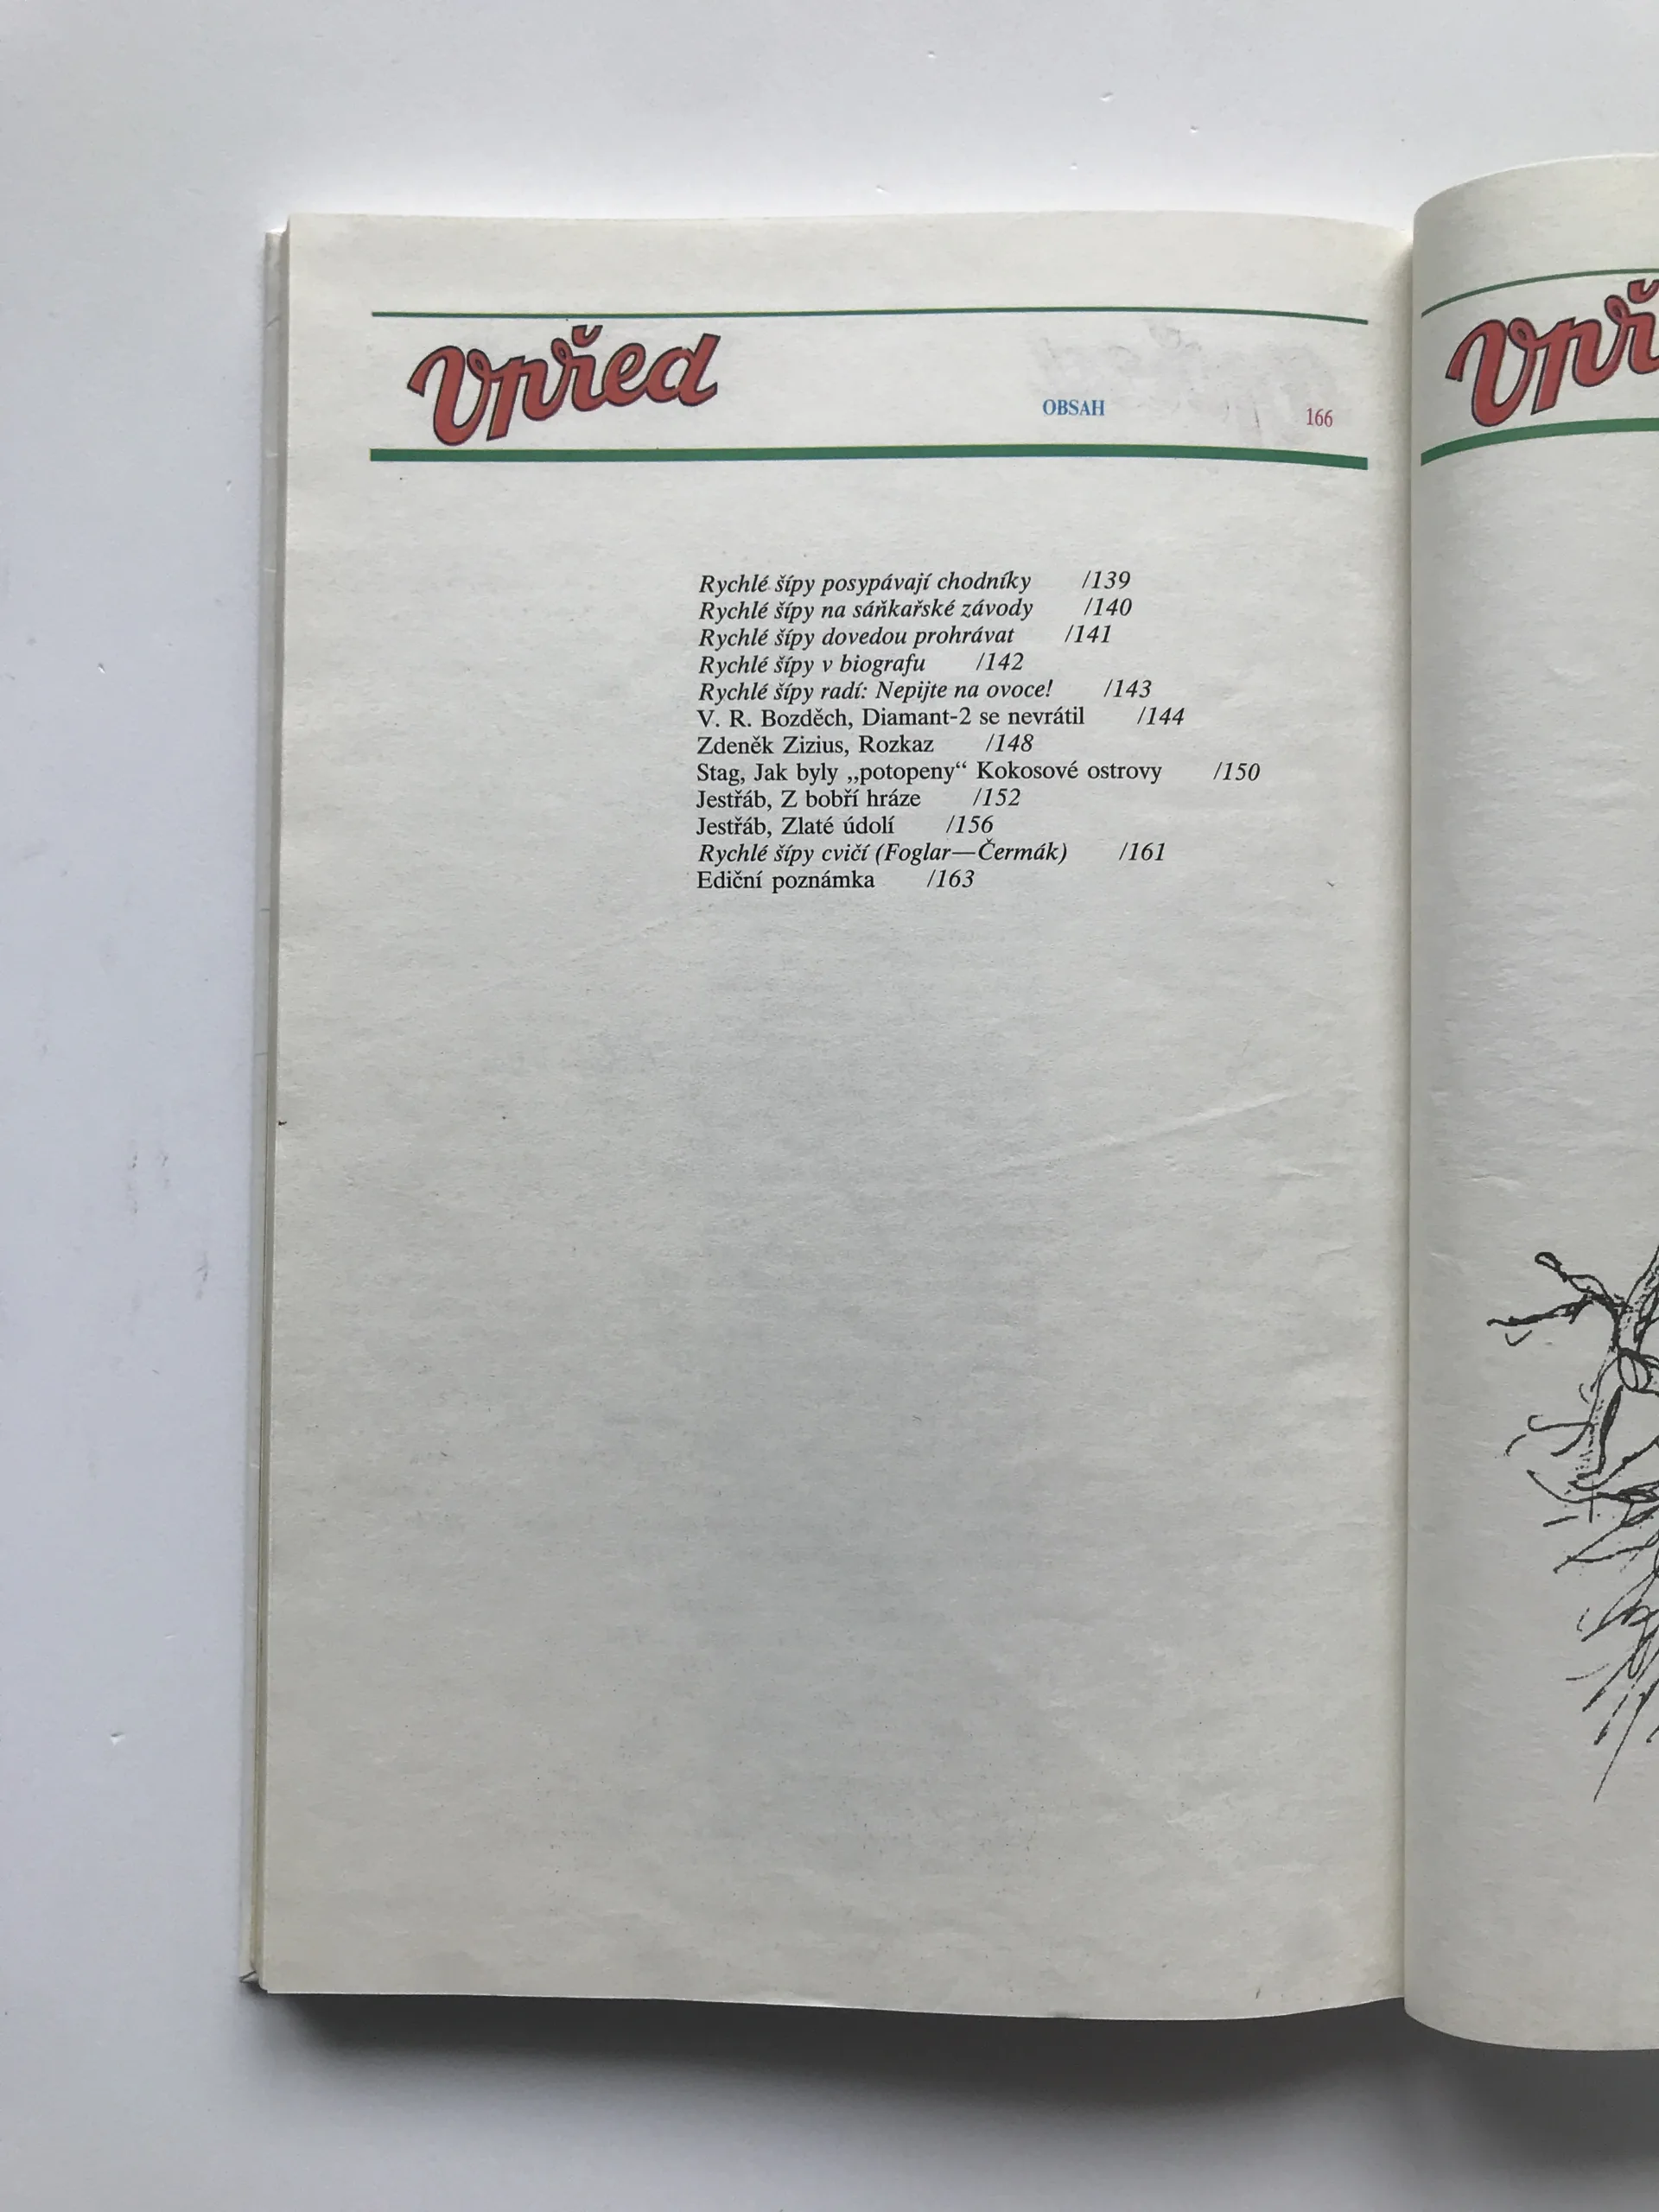 Vpřed
OBSAH
166
Rychlé šípy posypávají chodníky /139
Rychlé šípy na sáňkařské závody /140
Rychlé šípy dovedou prohrávat /141
Rychlé šípy v biografu /142
Rychlé šípy radí: Nepijte na ovoce! /143
V. R. Bozděch, Diamant-2 se nevrátil /144
Zdeněk Zizius, Rozkaz /148
Stag, Jak byly „potopeny“ Kokosové ostrovy /150
Jestřáb, Z bobří hráze /152
Jestřáb, Zlaté údolí /156
Rychlé šípy cvičí (Foglar—Čermák) /161
Ediční poznámka /163
Vpř